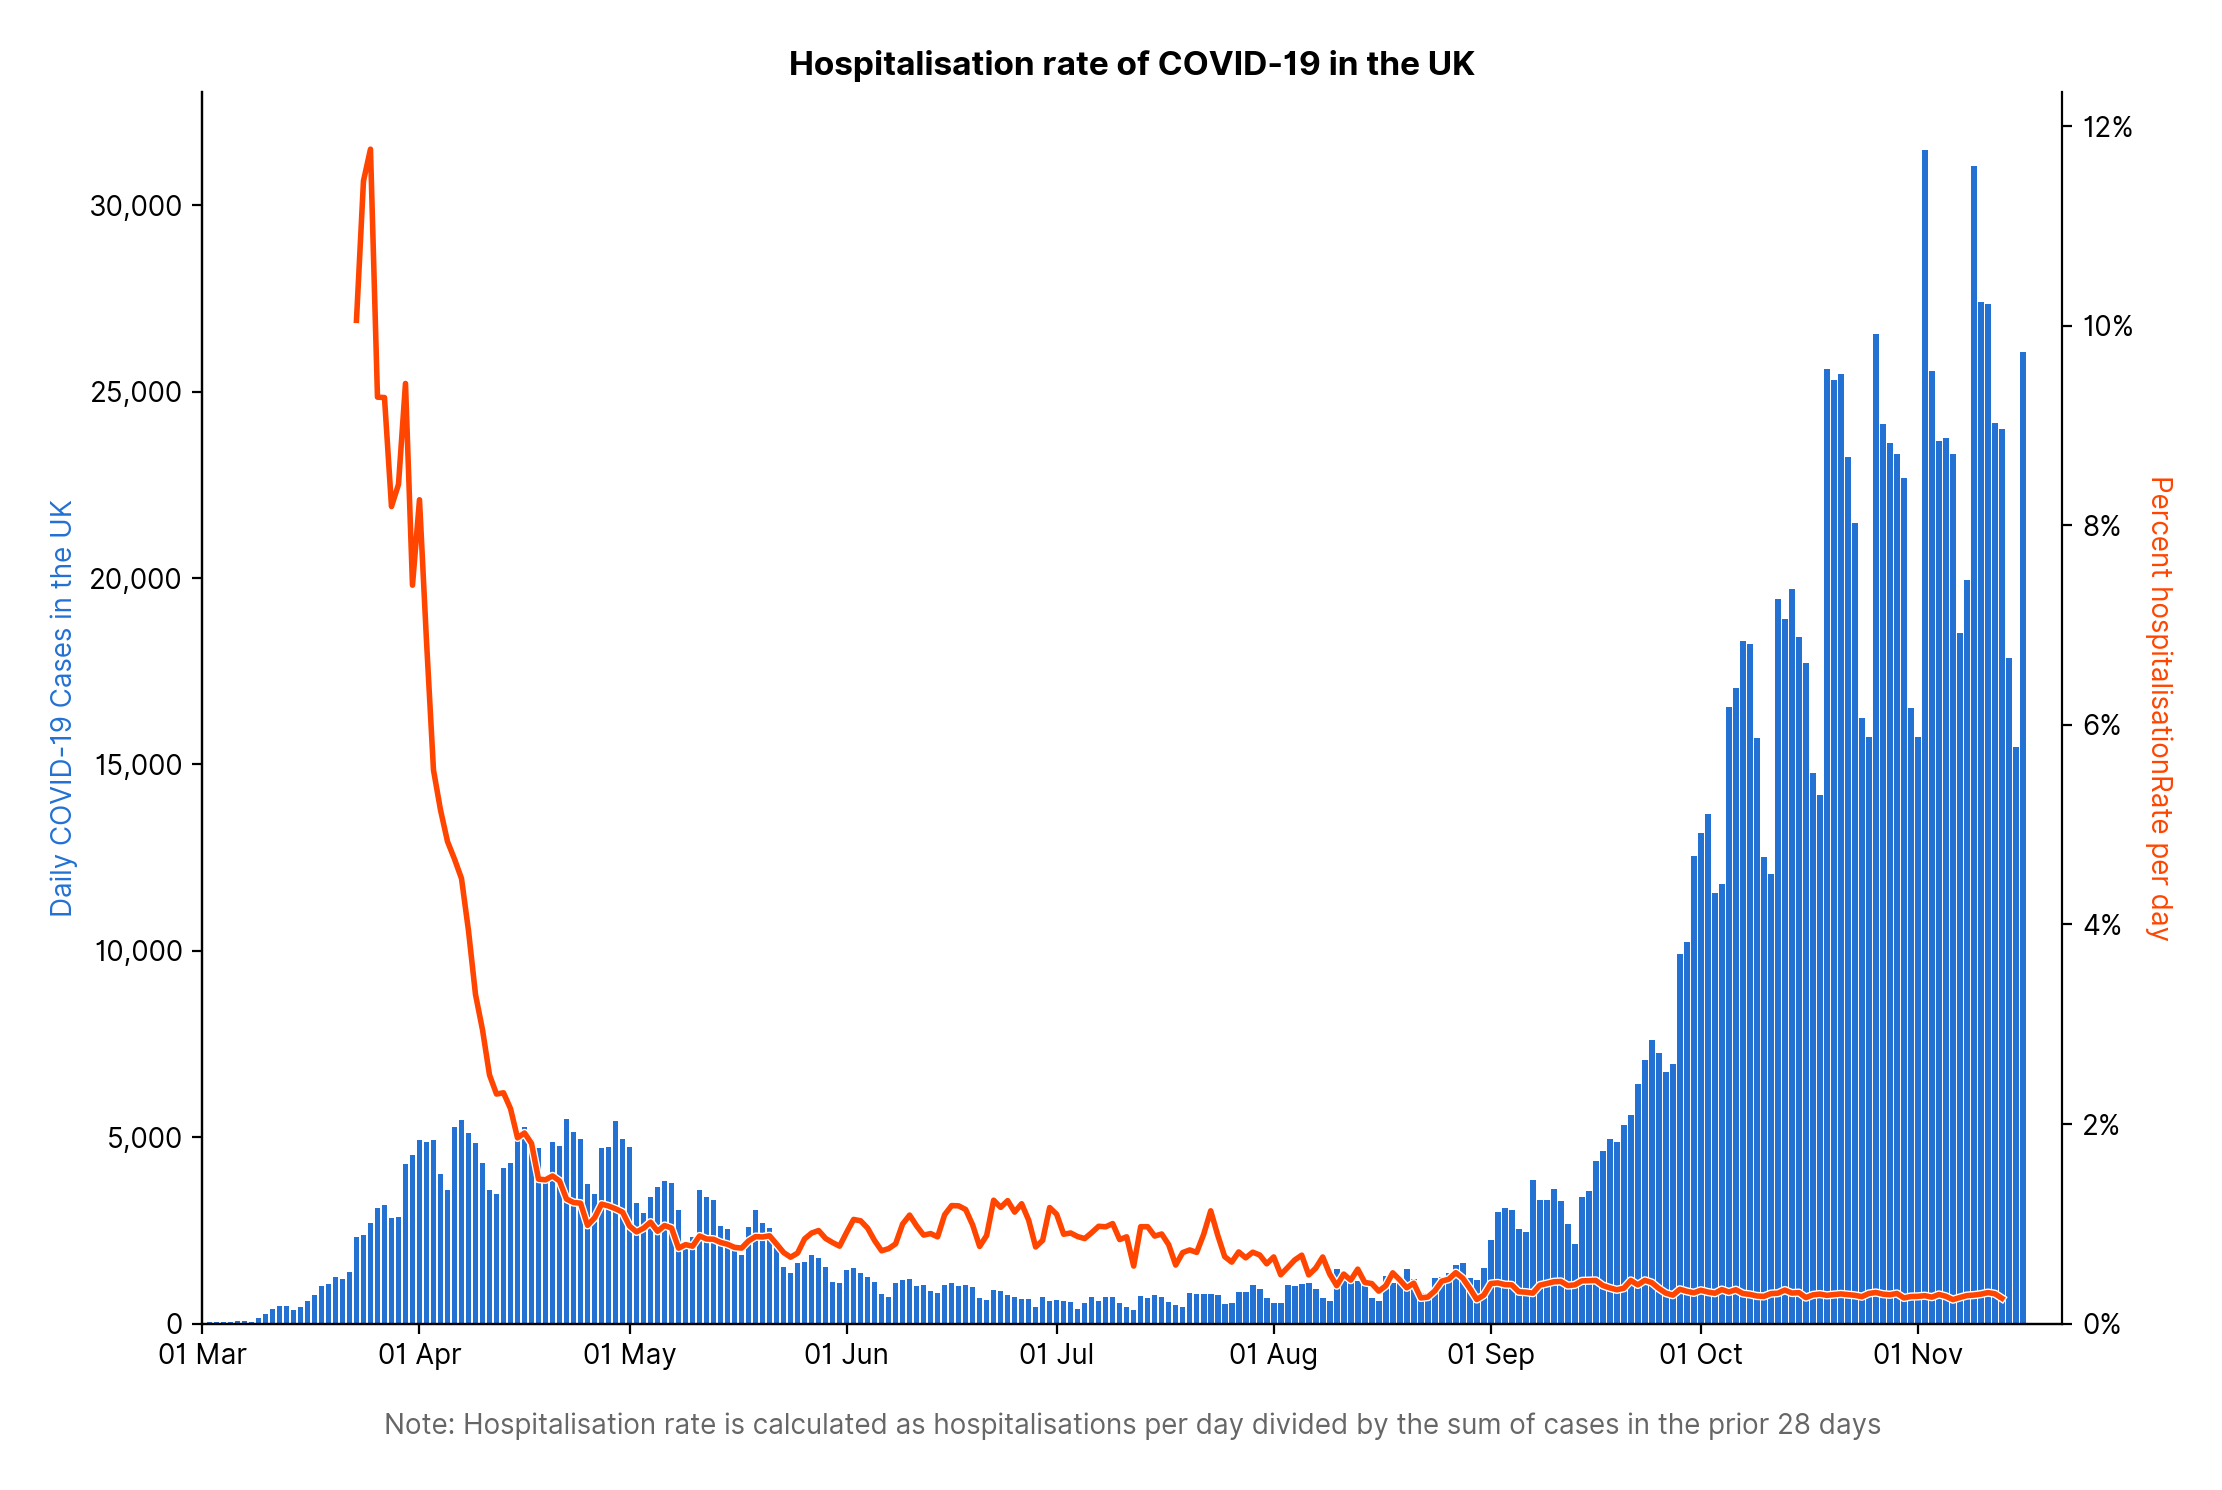 Hospitalisation rate of COVID-19 in the UK
Daily COVID-19 Cases in the UK
30,000
25,000
20,000
15,000
10,000
5,000
0
12%
10%
8%
6%
4%
2%
0%
Percent hospitalisationRate per day
01 Mar
01 Apr
01 May
01 Jun
01 Jul
01 Aug
01 Sep
01 Oct
01 Nov
Note: Hospitalisation rate is calculated as hospitalisations per day divided by the sum of cases in the prior 28 days